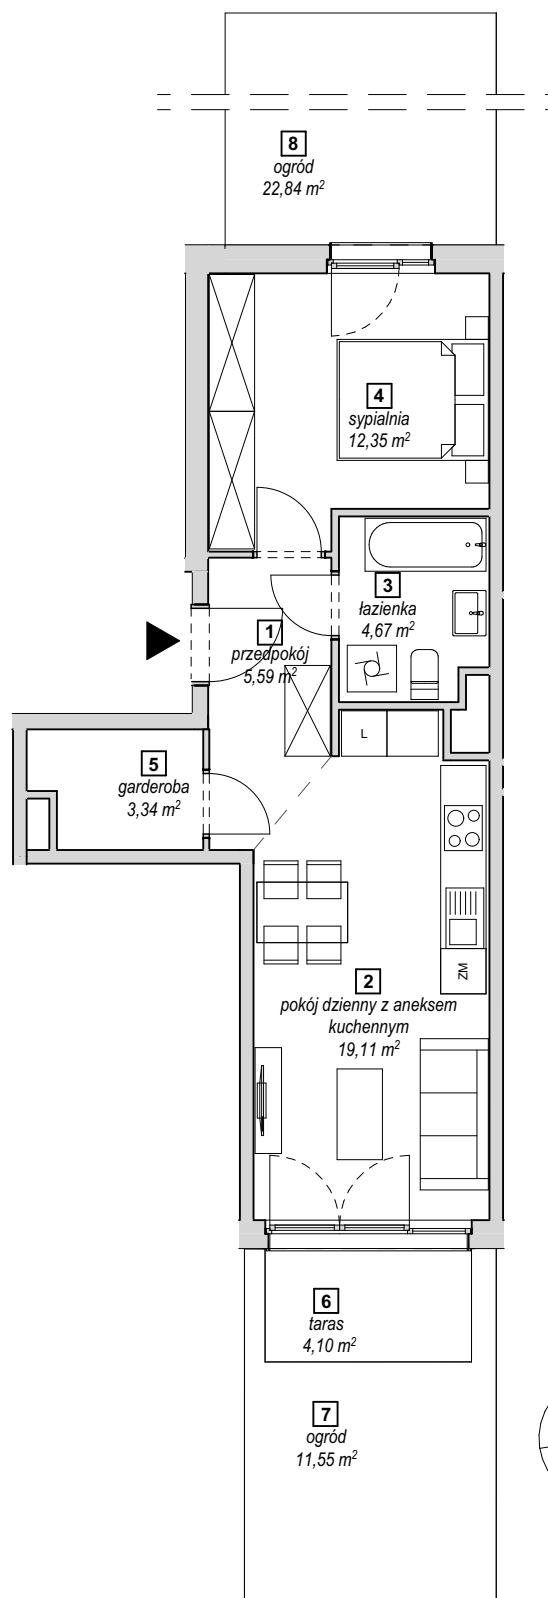 8
ogród
22,84 m²
4
sypialnia
12,35 m²
3
łazienka
4,67 m²
1
przedpokój
5,59 m²
L
5
garderoba
3,34 m²
ZM
2
pokój dzienny z aneksem
kuchennym
19,11 m²
6
taras
4,10 m²
7
ogród
11,55 m²